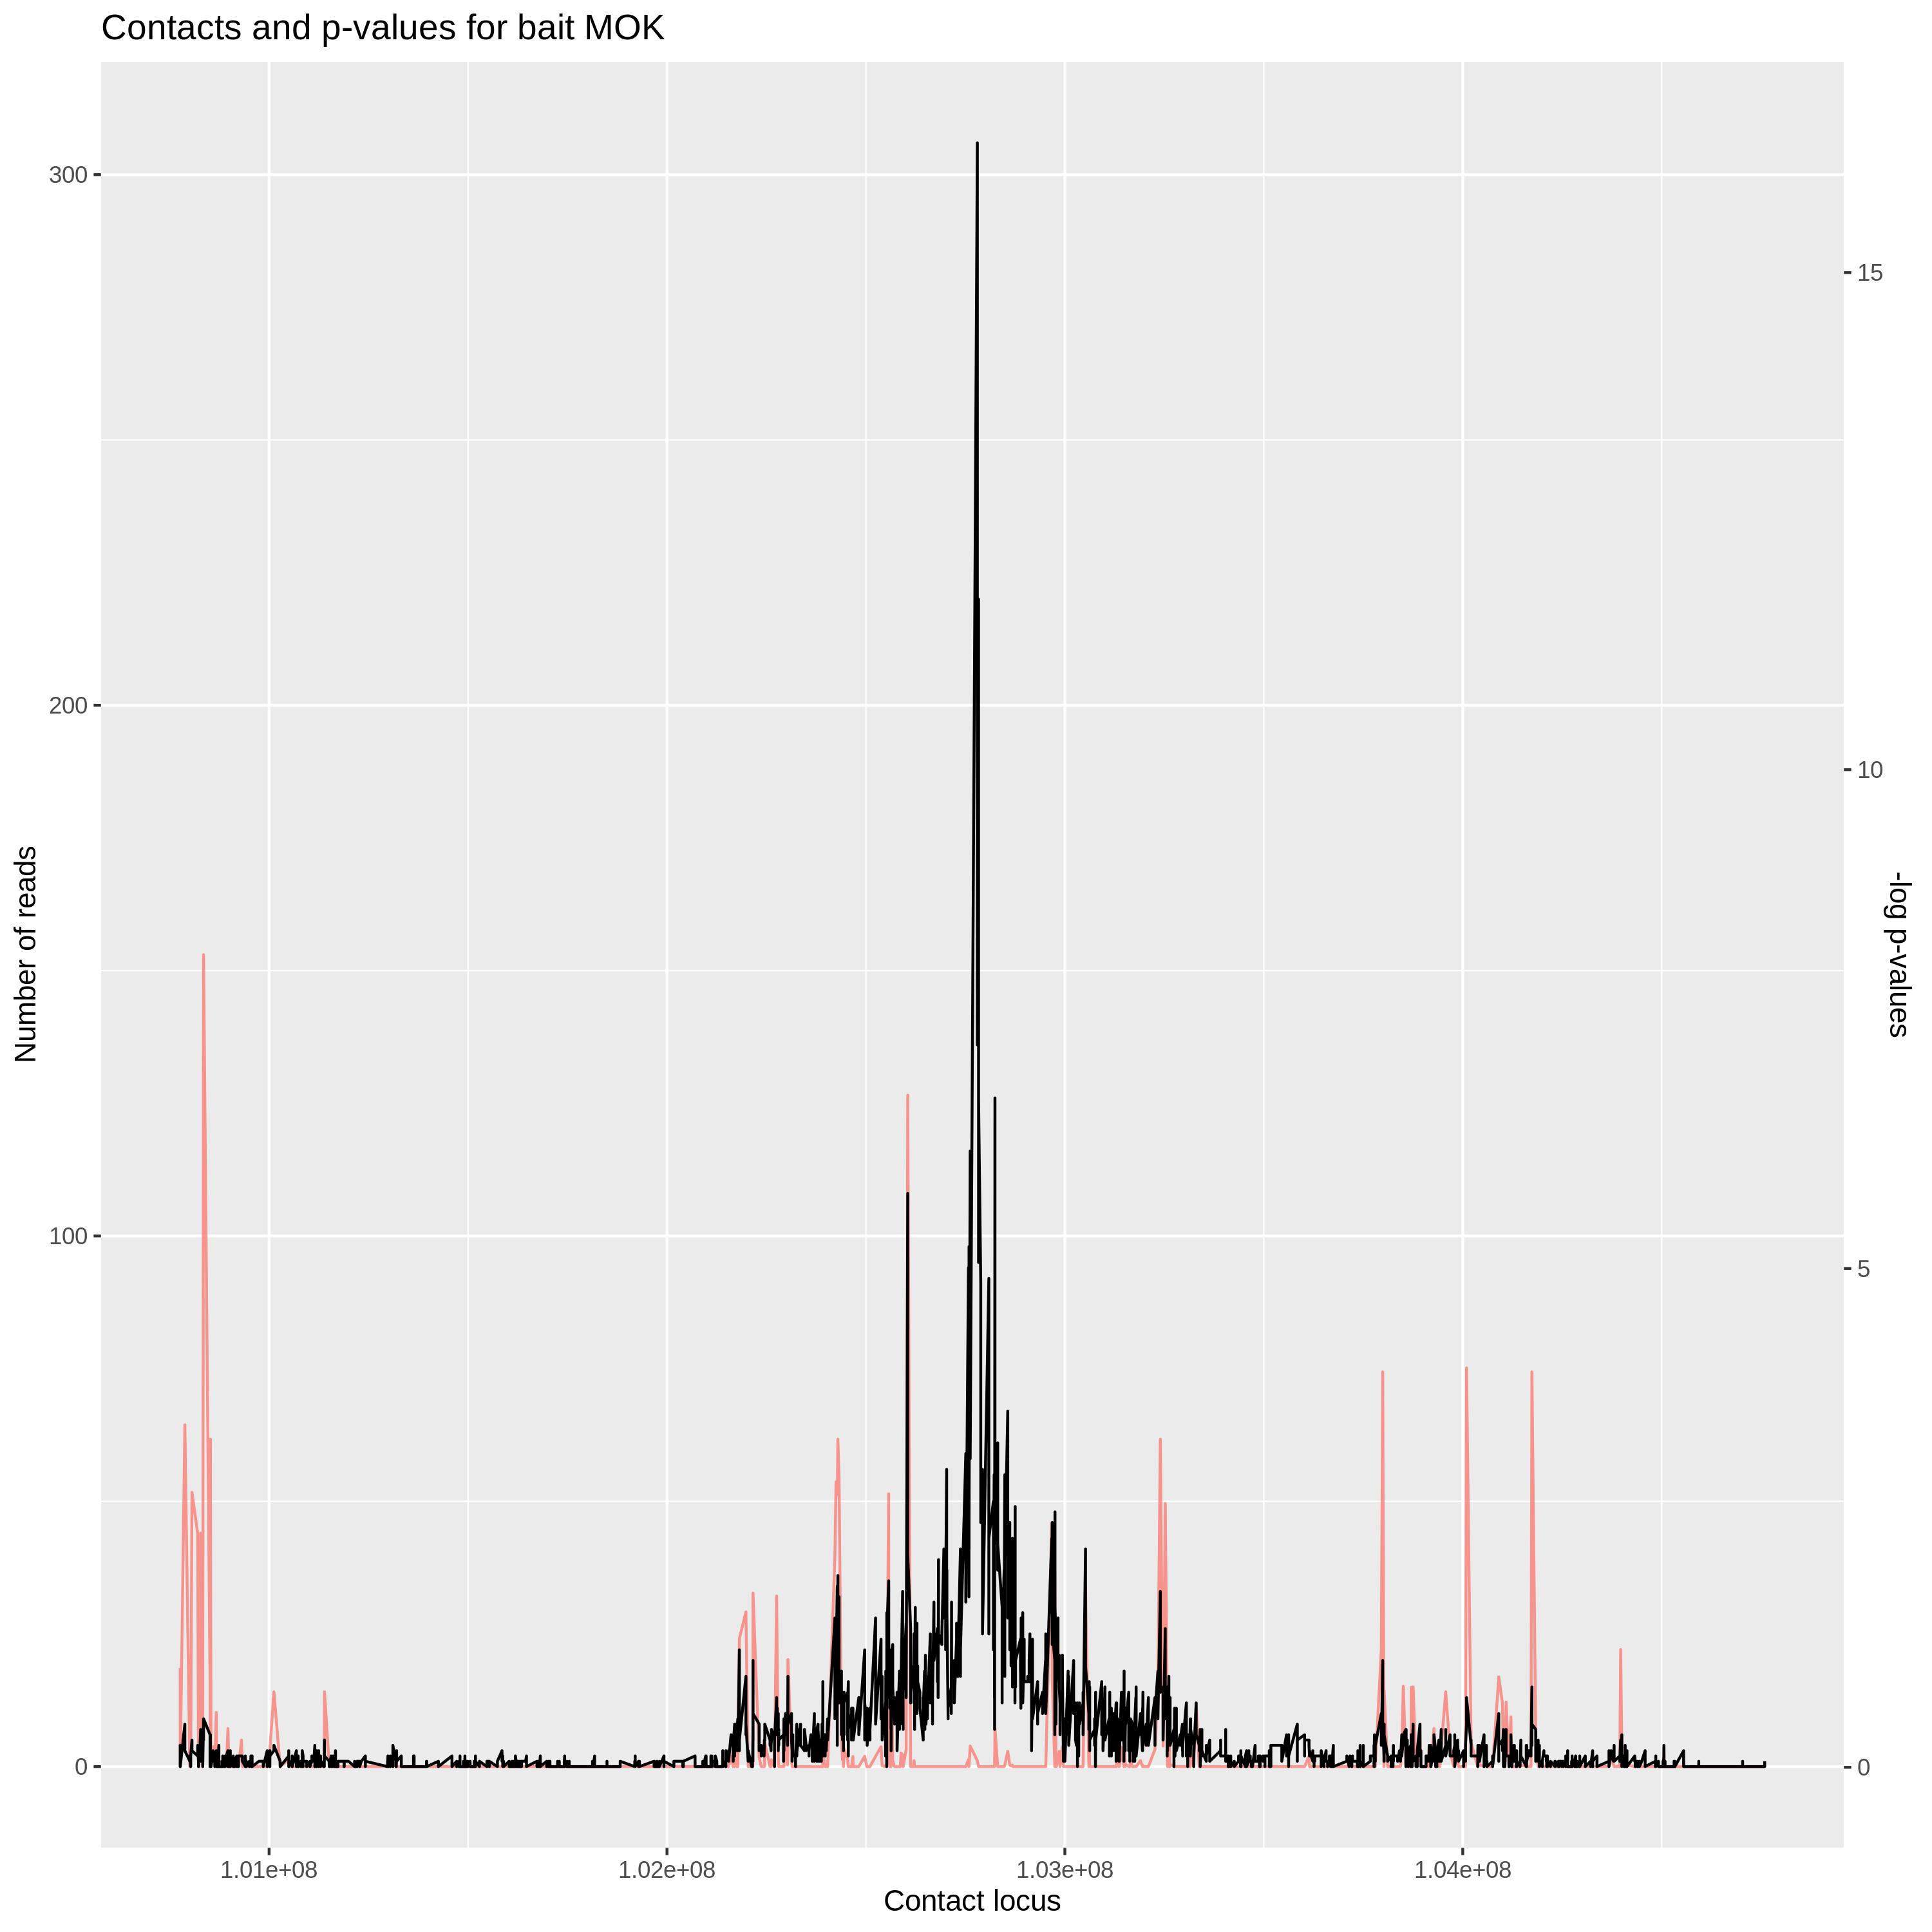 Contacts and p-values for bait MOK
300
200
100
0
Number of reads
15
10
5
0
-log p-values
1.01e+08
1.02e+08
1.03e+08
1.04e+08
Contact locus